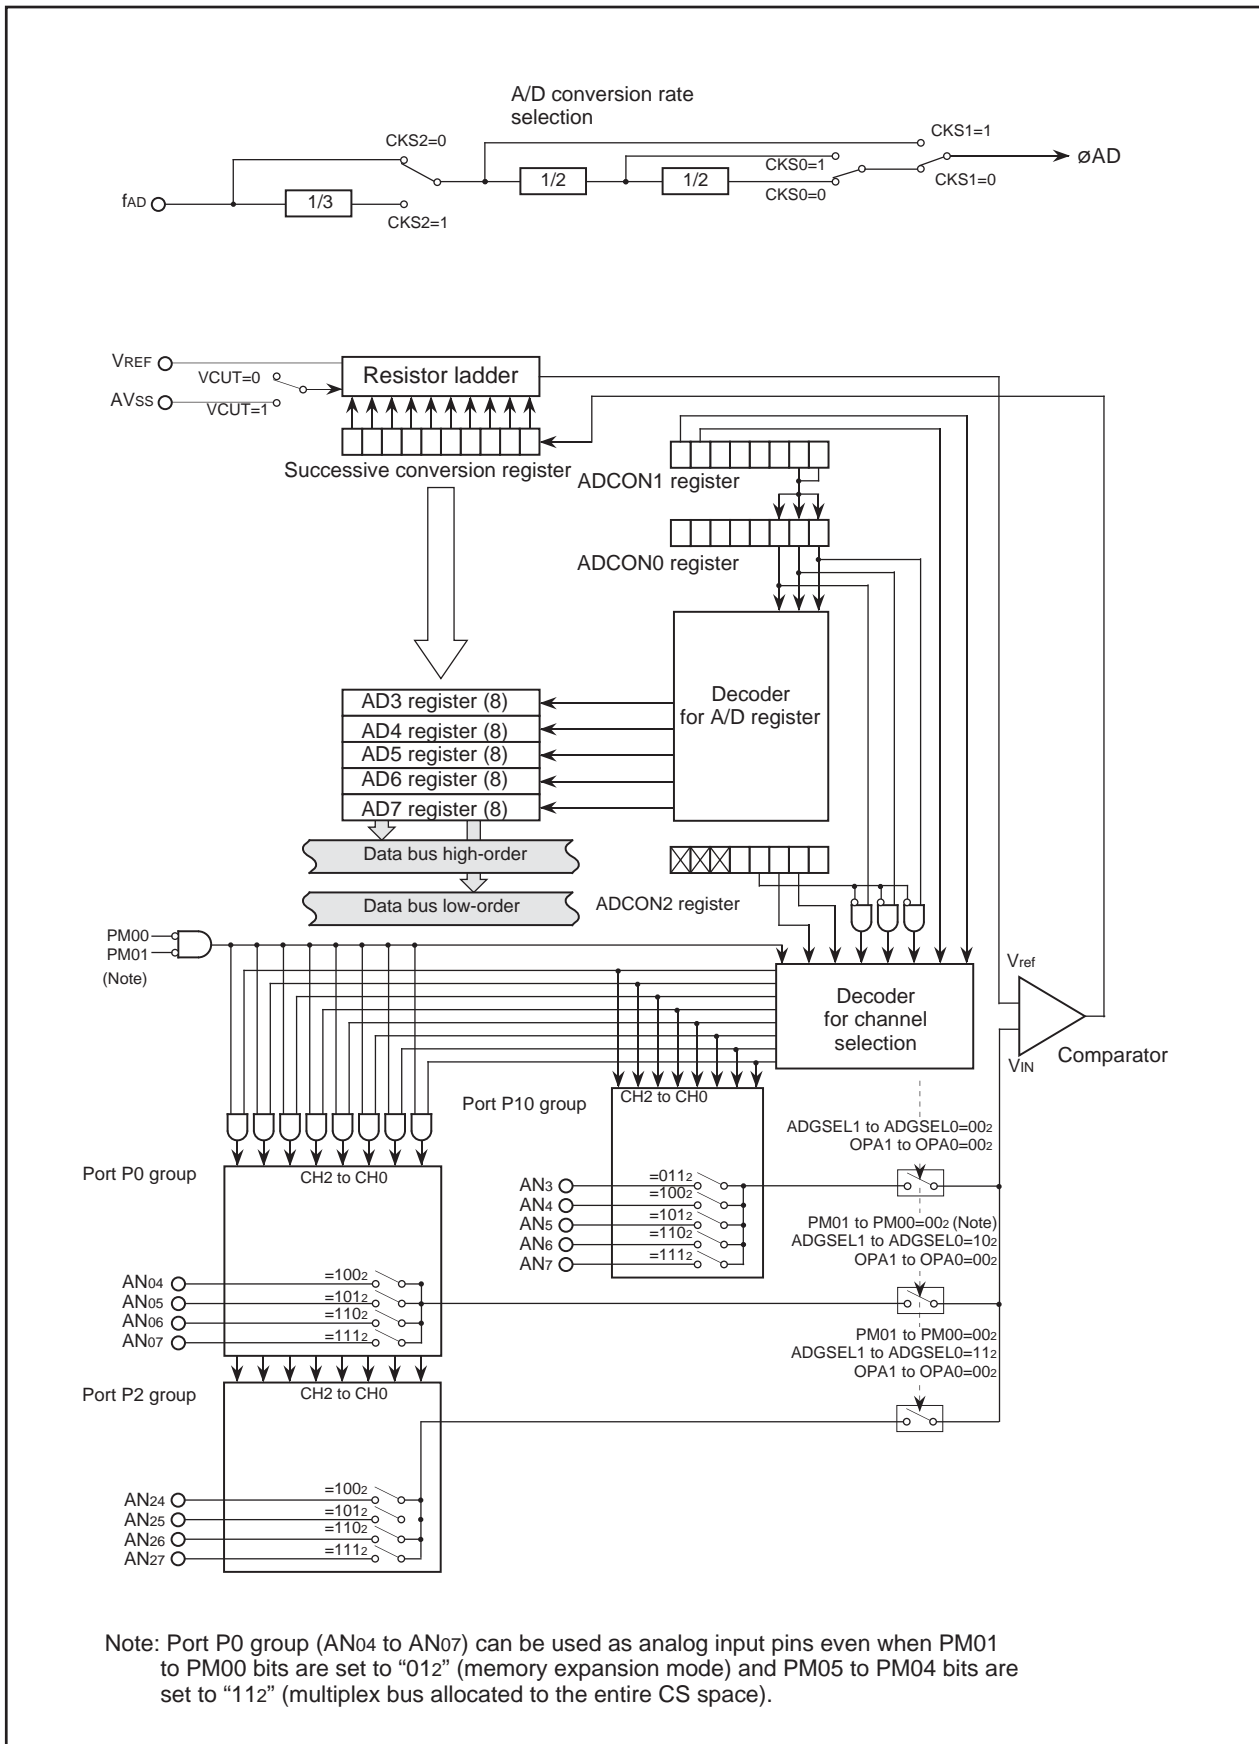 A/D conversion rate
selection
CKS2=0
CKS1=1
CKS0=1
øAD
1/2
1/2
CKS0=0
CKS1=0
fAD
1/3
CKS2=1
VREF
VCUT=0
Resistor ladder
AVSS
VCUT=1
Successive conversion register
ADCON1 register
ADCON0 register
Decoder
for A/D register
AD3 register (8)
AD4 register (8)
AD5 register (8)
AD6 register (8)
AD7 register (8)
Data bus high-order
Data bus low-order
ADCON2 register
PM00
PM01
(Note)
Decoder
for channel
selection
Vref
VIN
Comparator
Port P10 group
CH2 to CH0
ADGSEL1 to ADGSEL0=002
OPA1 to OPA0=002
Port P0 group
CH2 to CH0
AN3
=0112
AN4
=1002
AN5
=1012
AN6
=1102
AN7
=1112
PM01 to PM00=002 (Note)
ADGSEL1 to ADGSEL0=102
OPA1 to OPA0=002
AN04
=1002
AN05
=1012
AN06
=1102
AN07
=1112
PM01 to PM00=002
ADGSEL1 to ADGSEL0=112
OPA1 to OPA0=002
Port P2 group
CH2 to CH0
AN24
=1002
AN25
=1012
AN26
=1102
AN27
=1112
Note: Port P0 group (AN04 to AN07) can be used as analog input pins even when PM01
to PM00 bits are set to “012” (memory expansion mode) and PM05 to PM04 bits are
set to “112” (multiplex bus allocated to the entire CS space).